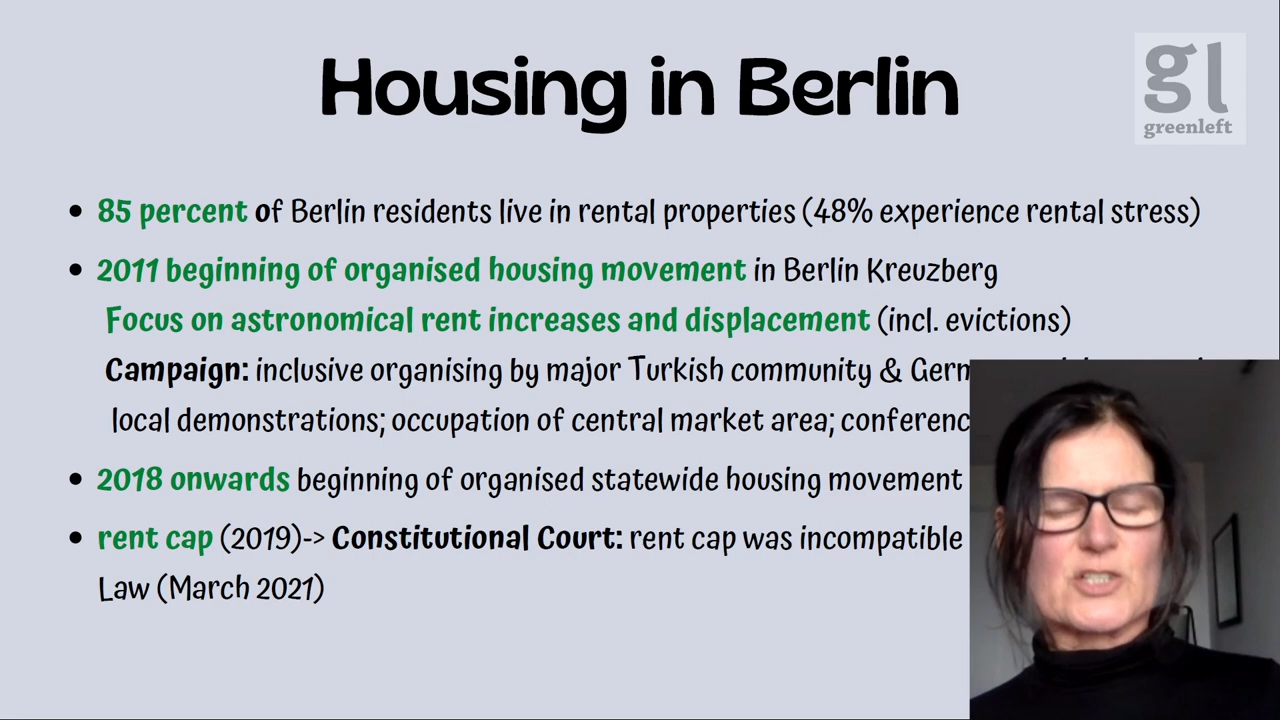 Housing in Berlin
gl
greenleft
• 85 percent of Berlin residents live in rental properties (48% experience rental stress)
• 2011 beginning of organised housing movement in Berlin Kreuzberg
Focus on astronomical rent increases and displacement (incl. evictions)
Campaign: inclusive organising by major Turkish community &
local demonstrations; occupation of central market area;
• 2018 onwards beginning of organised statewide housing movement
• rent cap (2019)-> Constitutional Court: rent cap was incompatible
Law (March 2021)